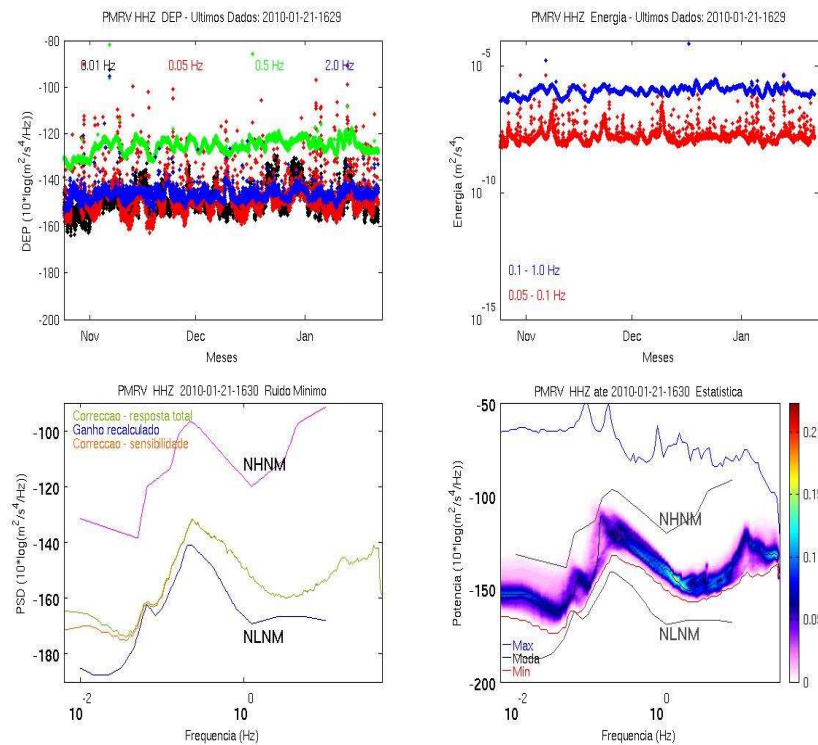 PMRV HHZ DEP - Ultimos Dados: 2010-01-21-1629
-80
-100
-120
-140
-160
-180
-200
0.01 Hz
0.05 Hz
0.5 Hz
2.0 Hz
DEP (10*log(m²/s⁴/Hz))
Nov
Dec
Jan
Meses
PMRV HHZ Energia - Ultimos Dados: 2010-01-21-1629
10⁻⁵
10⁻¹⁰
10⁻¹⁵
Energia (m²/s⁴)
0.1 - 1.0 Hz
0.05 - 0.1 Hz
Nov
Dec
Jan
Meses
PMRV HHZ 2010-01-21-1630 Ruido Minimo
Correccao - resposta total
Ganho recalculado
Correccao - sensibilidade
-100
-120
-140
-160
-180
PSD (10*log(m²/s⁴/Hz))
NHNM
NLNM
10⁻²
10⁰
Frequencia (Hz)
PMRV HHZ ate 2010-01-21-1630 Estatistica
-50
-100
-150
-200
Potencia (10*log(m²/s⁴/Hz))
NHNM
NLNM
Max
Moda
Min
10⁻²
10⁰
Frequencia (Hz)
0.2
0.15
0.1
0.05
0